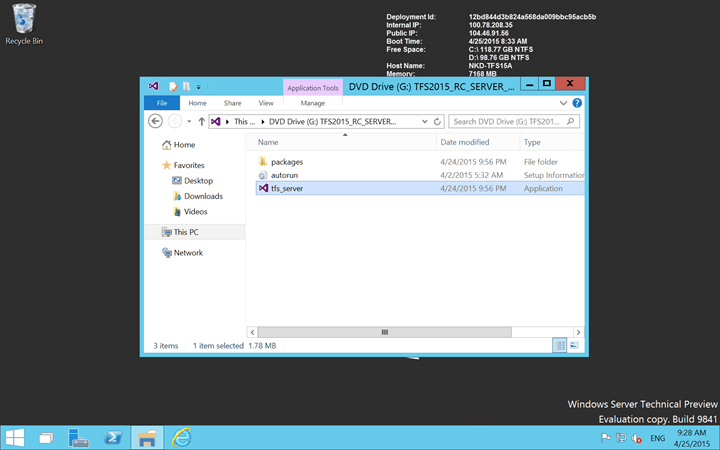 Recycle Bin
Deployment Id: 12bd844d3b824a568da009bbc95acb5b
Internal IP: 100.78.208.35
Public IP: 104.46.91.56
Boot Time: 4/25/2015 8:33 AM
Free Space: C:\ 118.77 GB NTFS
D:\ 98.76 GB NTFS
Host Name: NKD-TFS15A
Memory: 7168 MB
Application Tools
DVD Drive (G:) TFS2015_RC_SERVER_...
File Home Share View Manage
This ... DVD Drive (G:) TFS2015_RC_SERVER...
Search DVD Drive (G:) TFS201...
Name Date modified Type
Home
Favorites
Desktop
Downloads
Videos
This PC
Network
packages 4/24/2015 9:56 PM File folder
autorun 4/2/2015 5:32 AM Setup Information
tfs_server 4/24/2015 9:56 PM Application
3 items 1 item selected 1.78 MB
Windows Server Technical Preview
Evaluation copy. Build 9841
ENG
9:28 AM
4/25/2015